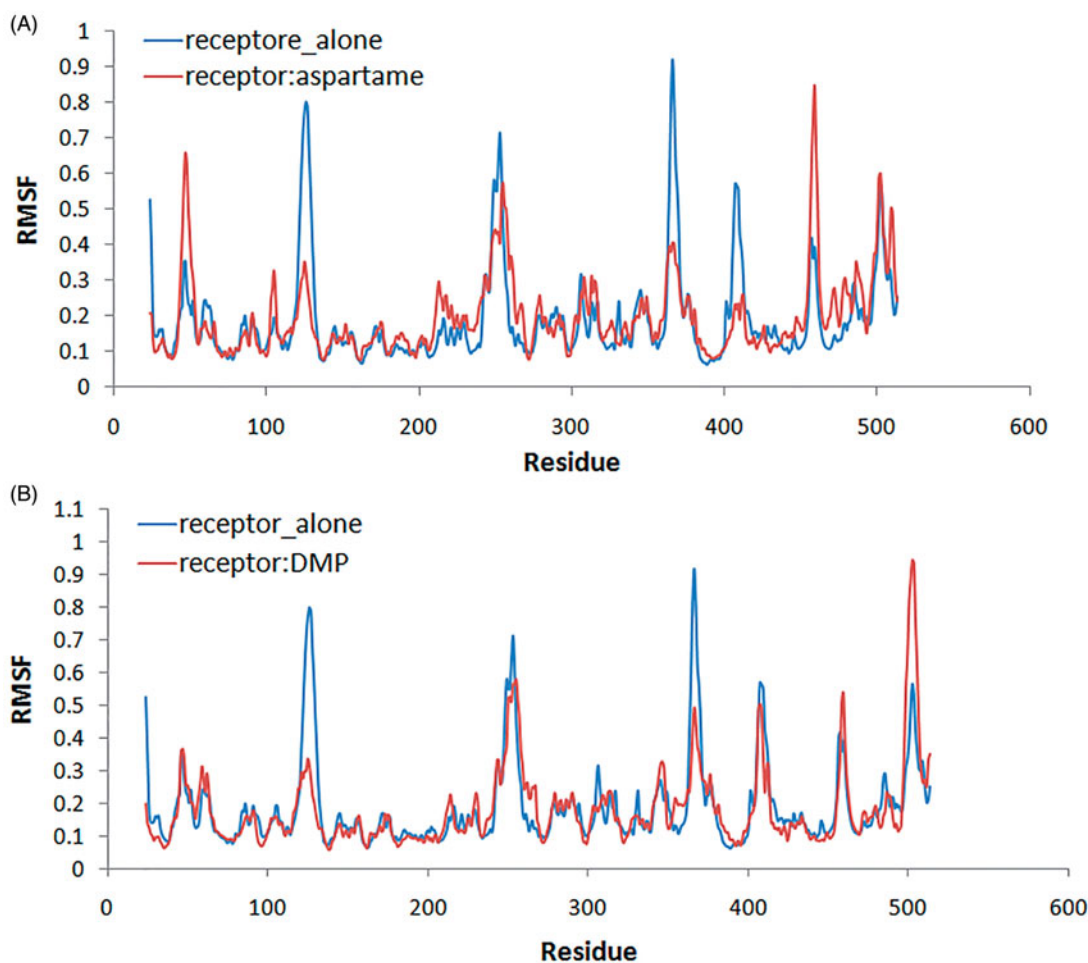 (A)
1
receptore_alone
0.9
receptor:aspartame
0.8
0.7
0.6
RMSF
0.5
0.4
0.3
0.2
0.1
0
0 100 200 300 400 500 600
Residue
(B)
1.1
receptor_alone
1
receptor:DMP
0.9
0.8
0.7
RMSF
0.6
0.5
0.4
0.3
0.2
0.1
0
0 100 200 300 400 500 600
Residue